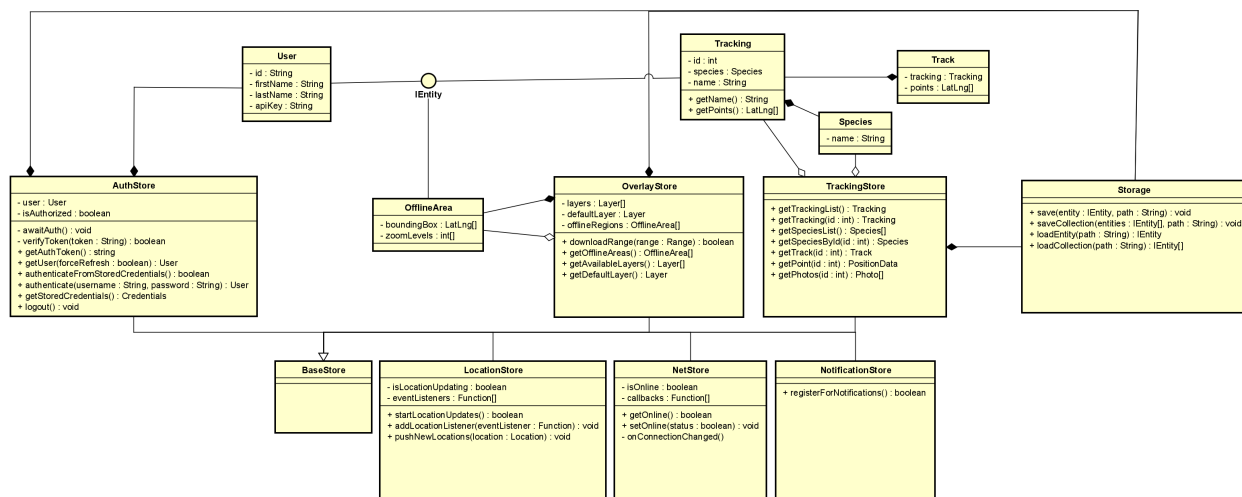 User
- id : String
- firstName : String
- lastName : String
- apiKey : String
IEntity
Tracking
- id : int
- species : Species
- name : String
+ getName() : String
+ getPoints() : LatLng[]
Track
- tracking : Tracking
- points : LatLng[]
Species
- name : String
AuthStore
- user : User
- isAuthorized : boolean
- awaitAuth() : void
- verifyToken(token : String) : boolean
+ getAuthToken() : string
+ getUser(forceRefresh : boolean) : User
+ authenticateFromStoredCredentials() : boolean
+ authenticate(username : String, password : String) : User
+ getStoredCredentials() : Credentials
+ logout() : void
OfflineArea
- boundingBox : LatLng[]
- zoomLevels : int[]
OverlayStore
- layers : Layer[]
- defaultLayer : Layer
- offlineRegions : OfflineArea[]
+ downloadRange(range : Range) : boolean
+ getOfflineAreas() : OfflineArea[]
+ getAvailableLayers() : Layer[]
+ getDefaultLayer() : Layer
TrackingStore
+ getTrackingList() : Tracking
+ getTracking(id : int) : Tracking
+ getSpeciesList() : Species[]
+ getSpeciesById(id : int) : Species
+ getTrack(id : int) : Track
+ getPoint(id : int) : PositionData
+ getPhotos(id : int) : Photo[]
Storage
+ save(entity : IEntity, path : String) : void
+ saveCollection(entities : IEntity[], path : String) : void
+ loadEntity(path : String) : IEntity
+ loadCollection(path : String) : IEntity[]
BaseStore
LocationStore
- isLocationUpdating : boolean
- eventListeners : Function[]
+ startLocationUpdates() : boolean
+ addLocationListener(eventListener : Function) : void
+ pushNewLocations(location : Location) : void
NetStore
- isOnline : boolean
- callbacks : Function[]
+ getOnline() : boolean
+ setOnline(status : boolean) : void
- onConnectionChanged()
NotificationStore
+ registerForNotifications() : boolean